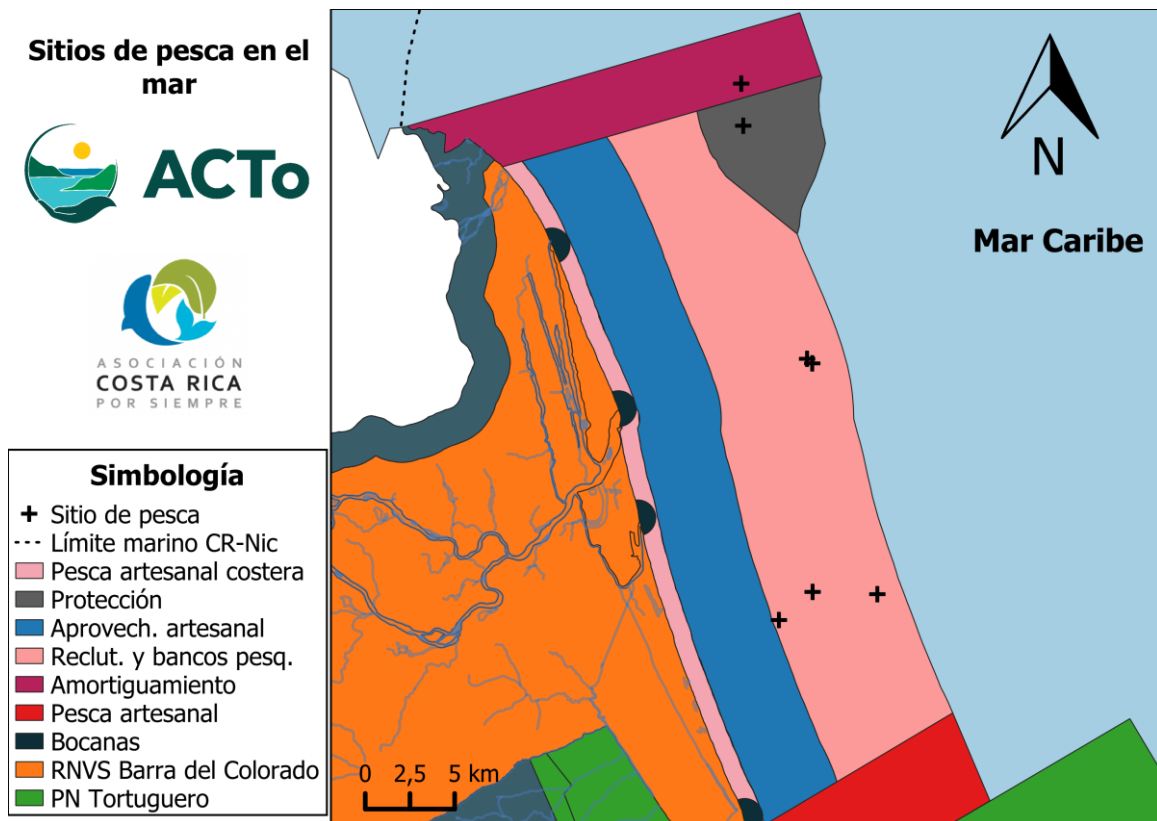 Sitios de pesca en el
mar
ACTo
ASOCIACIÓN
COSTA RICA
POR SIEMPRE
Simbología
Sitio de pesca
Límite marino CR-Nic
Pesca artesanal costera
Protección
Aprovech. artesanal
Reclut. y bancos pesq.
Amortiguamiento
Pesca artesanal
Bocanas
RNVS Barra del Colorado
PN Tortuguero
N
Mar Caribe
0 2,5 5 km